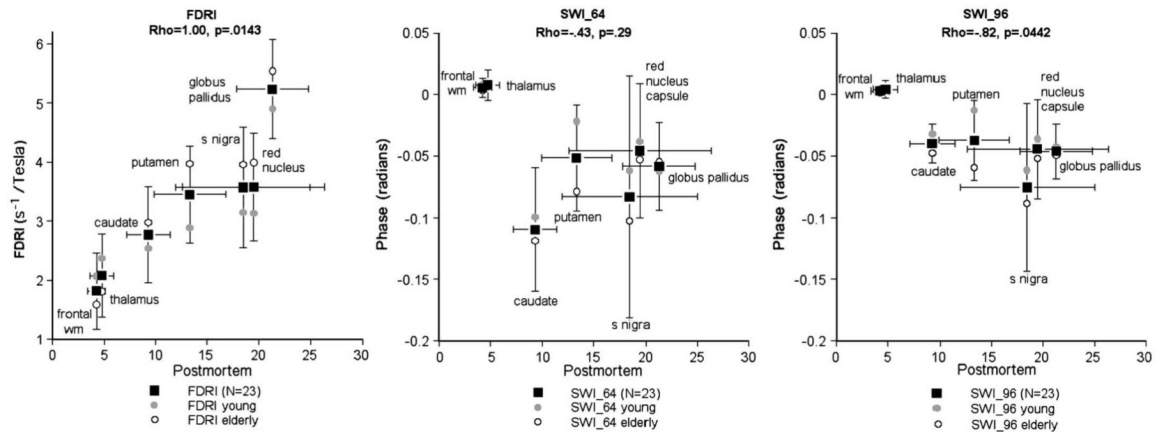 FDRI
Rho=1.00, p=.0143
6
5
4
3
2
1
FDRI (s⁻¹/Tesla)
globus
pallidus
s nigra
putamen
red
nucleus
caudate
thalamus
frontal
wm
0 5 10 15 20 25 30
Postmortem
FDRI (N=23)
FDRI young
FDRI elderly
SWI_64
Rho=-.43, p=.29
0.05
0
-0.05
-0.1
-0.15
-0.2
Phase (radians)
frontal
wm
thalamus
red
nucleus
capsule
globus pallidus
putamen
caudate
s nigra
0 5 10 15 20 25 30
Postmortem
SWI_64 (N=23)
SWI_64 young
SWI_64 elderly
SWI_96
Rho=-.82, p=.0442
0.05
0
-0.05
-0.1
-0.15
-0.2
Phase (radians)
frontal
wm
thalamus
putamen
red
nucleus
capsule
caudate
globus pallidus
s nigra
0 5 10 15 20 25 30
Postmortem
SWI_96 (N=23)
SWI_96 young
SWI_96 elderly